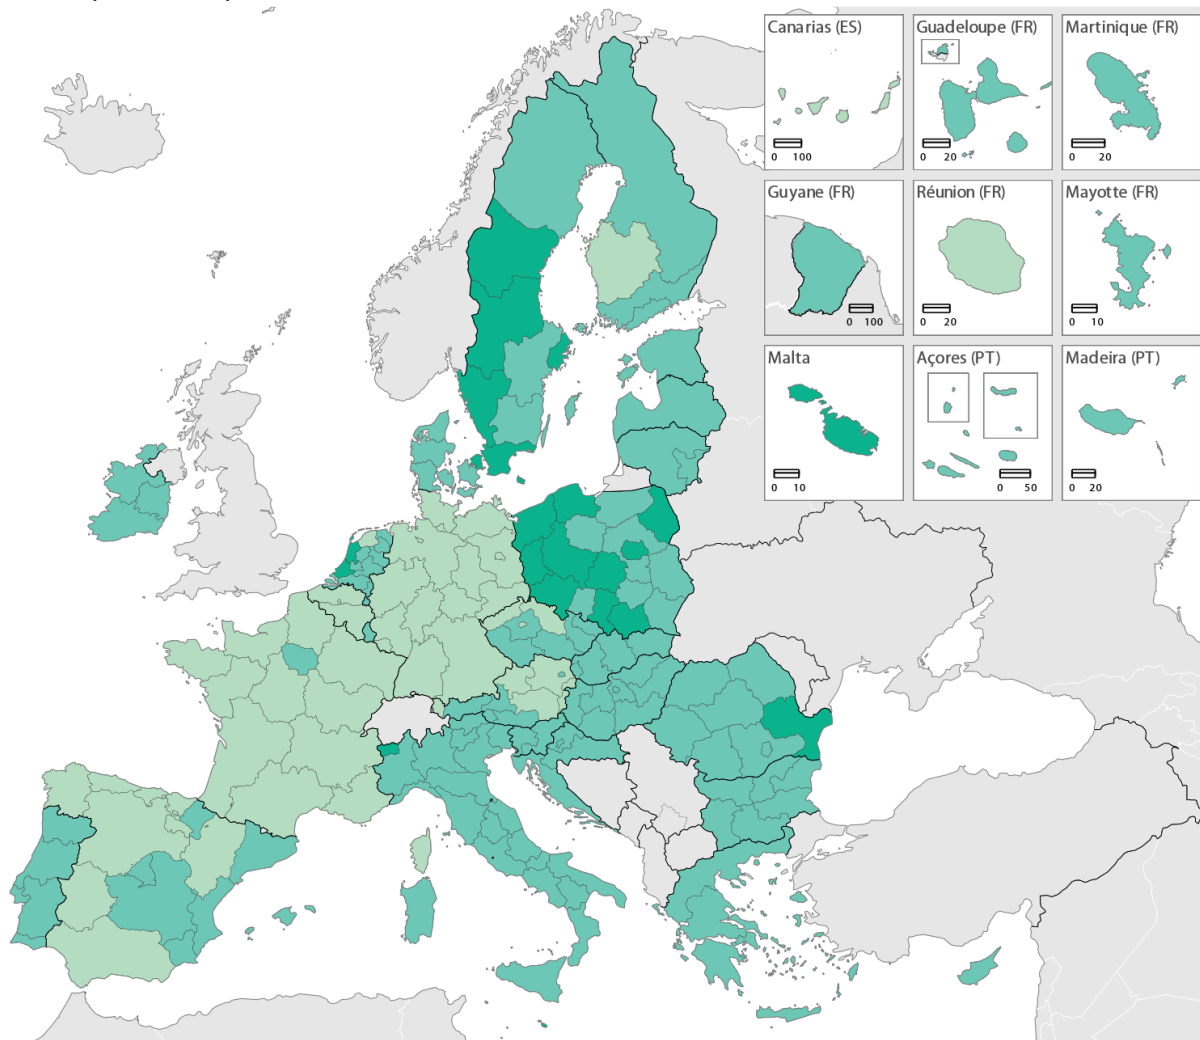 Canarias (ES)
0 100
Guadeloupe (FR)
0 20
Martinique (FR)
0 20
Guyane (FR)
0 100
Réunion (FR)
0 20
Mayotte (FR)
0 10
Malta
0 10
Açores (PT)
0 50
Madeira (PT)
0 20